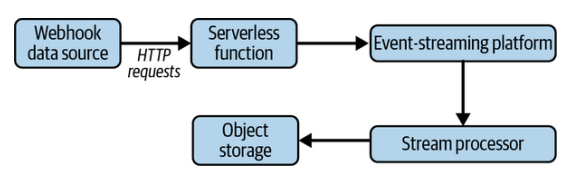 Webhook
data source
HTTP
requests
Serverless
function
Event-streaming platform
Object
storage
Stream processor